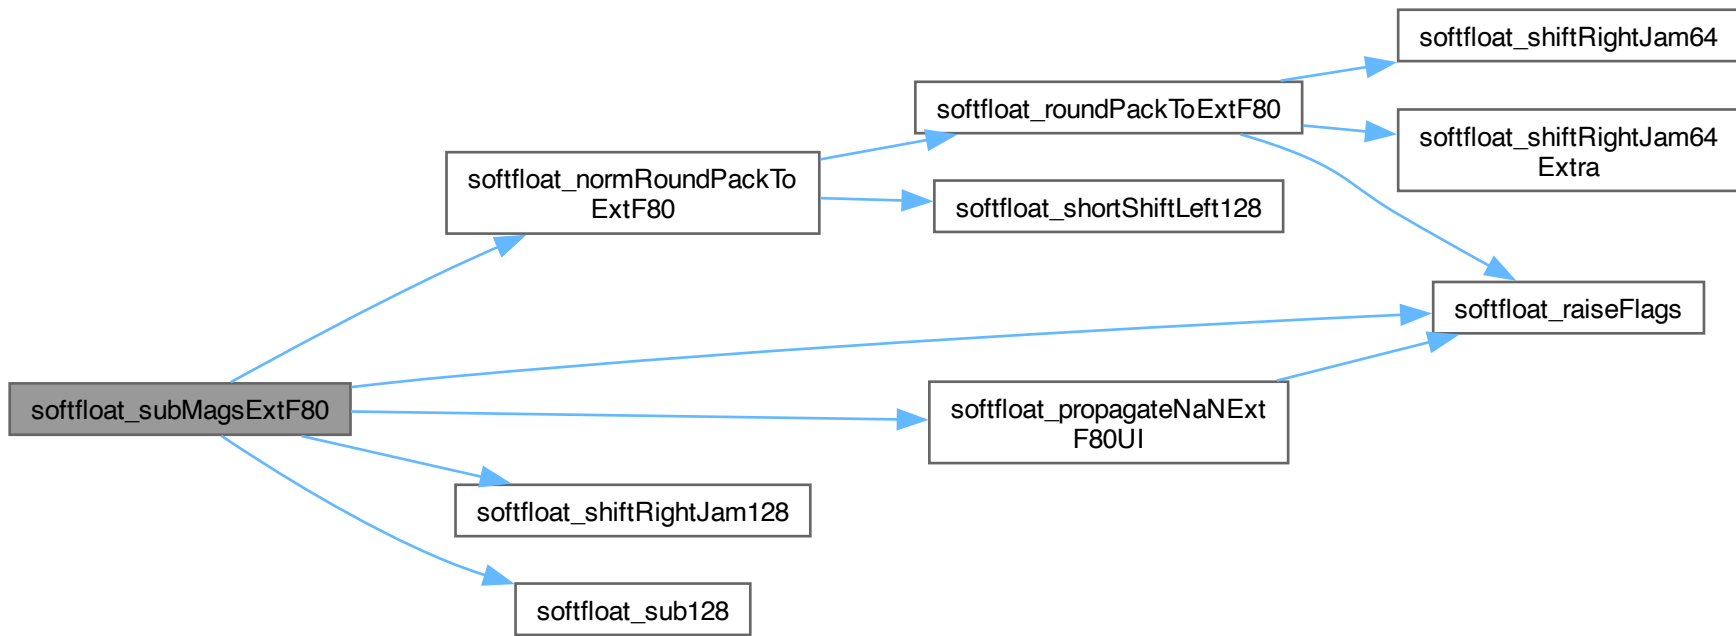 softfloat_subMagsExtF80
softfloat_normRoundPackTo
ExtF80
softfloat_roundPackToExtF80
softfloat_shiftRightJam64
softfloat_shiftRightJam64
Extra
softfloat_shortShiftLeft128
softfloat_raiseFlags
softfloat_propagateNaNExt
F80UI
softfloat_shiftRightJam128
softfloat_sub128